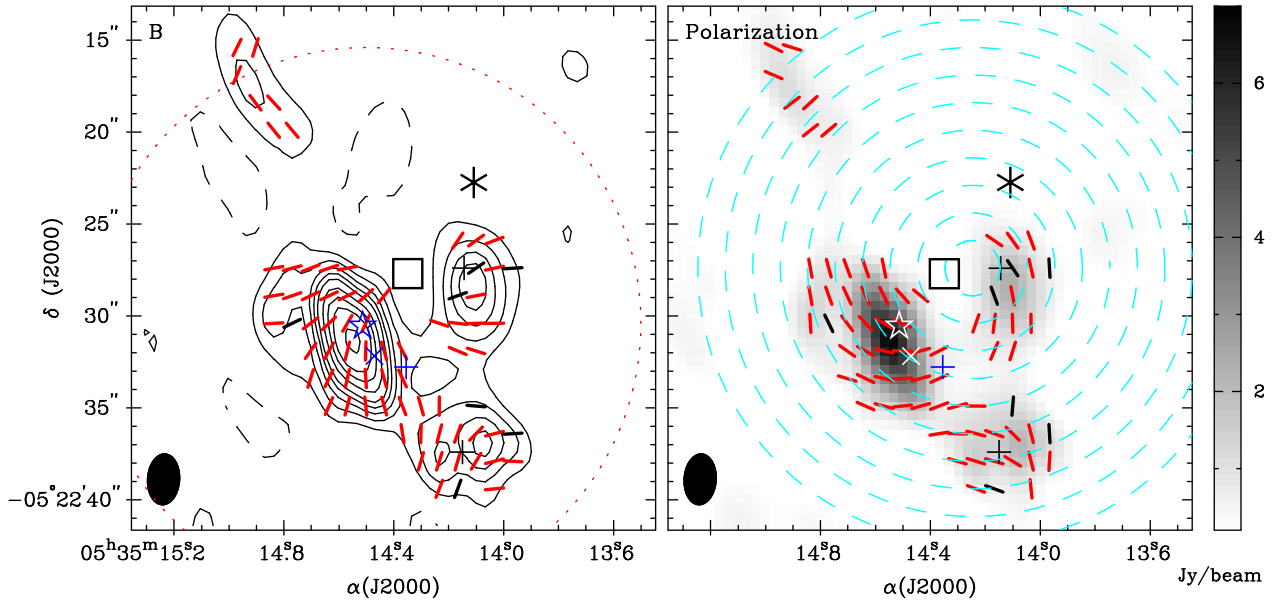 B
Polarization
15"
20"
25"
30"
35"
−05°22'40"
δ (J2000)
05ʰ35ᵐ15ˢ.2
14ˢ.8
14ˢ.4
14ˢ.0
13ˢ.6
14ˢ.8
14ˢ.4
14ˢ.0
13ˢ.6
α(J2000)
α(J2000)
6
4
2
Jy/beam